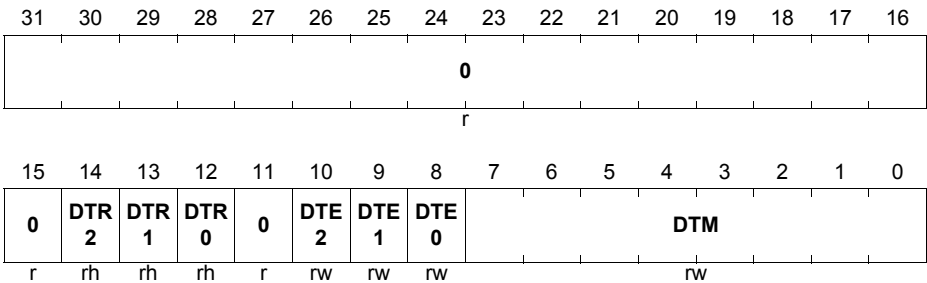 31 30 29 28 27 26 25 24 23 22 21 20 19 18 17 16
0
r
15 14 13 12 11 10 9 8 7 6 5 4 3 2 1 0
0 DTR 2 DTR 1 DTR 0 0 DTE 2 DTE 1 DTE 0 DTM
r rh rh rh r rw rw rw rw